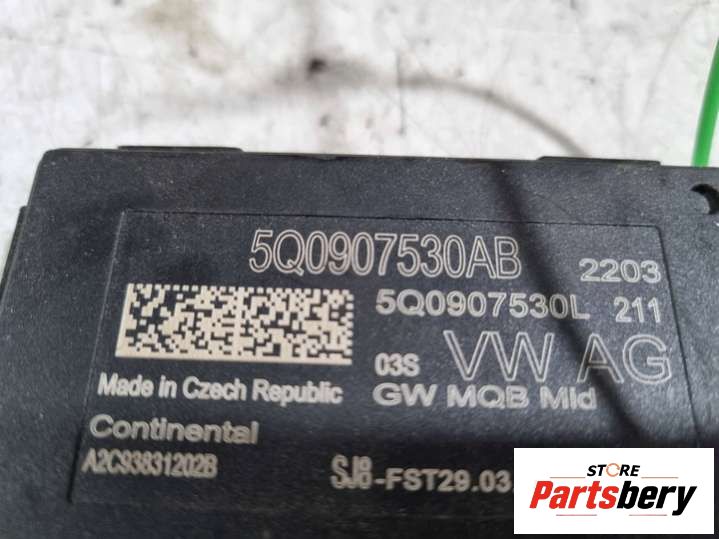 5Q0907530AB 2203
5Q0907530L 211
03S VW AG
Made in Czech Republic GW MQB Mid
Continental
A2C93831202B SJ8-FST29.03.
STORE
Partsbery